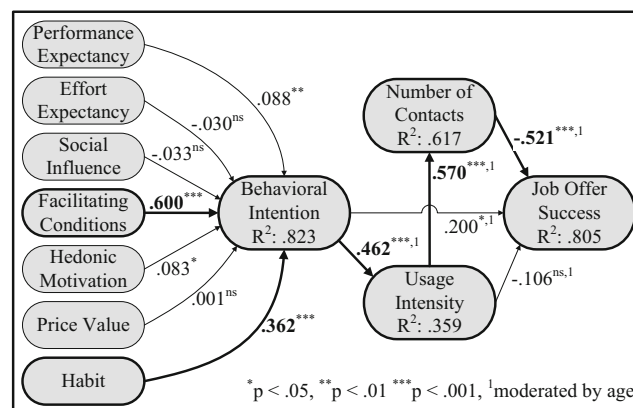 Performance
Expectancy
.088**
Effort
Expectancy
-.030ns
Social
Influence
-.033ns
Facilitating
Conditions
.600***
Hedonic
Motivation
.083*
Price Value
.001ns
Habit
.362***
Behavioral
Intention
R²: .823
.462***,1
.200*,1
Number of
Contacts
R²: .617
.570***,1
-.521***,1
Usage
Intensity
R²: .359
-.106ns,1
Job Offer
Success
R²: .805
*p < .05, **p < .01 ***p < .001, ¹moderated by age